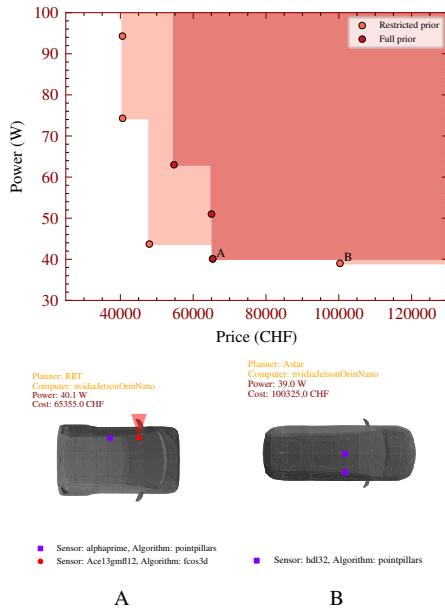 100
90
80
70
60
50
40
30
Power (W)
Restricted prior
Full prior
A
B
40000 60000 80000 100000 120000
Price (CHF)
Planner: RRT
Computer: nvidiaJetsonOrinNano
Power: 40.1 W
Cost: 65355.0 CHF
Planner: Astar
Computer: nvidiaJetsonOrinNano
Power: 39.0 W
Cost: 100325.0 CHF
Sensor: alphaprime, Algorithm: pointpillars
Sensor: Ace13gmfl12, Algorithm: fcos3d
Sensor: hdl32, Algorithm: pointpillars
A
B